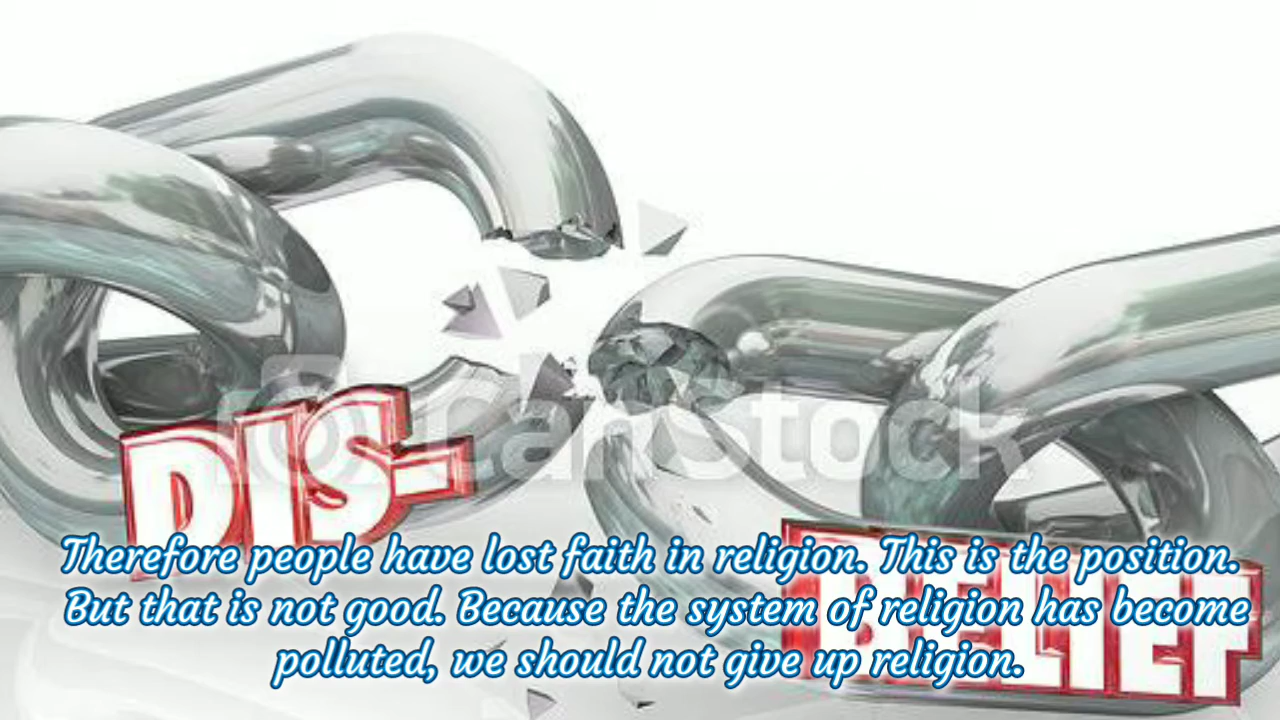 CanStock
DIS-
BELIEF
Therefore people have lost faith in religion. This is the position.
But that is not good. Because the system of religion has become
polluted, we should not give up religion.